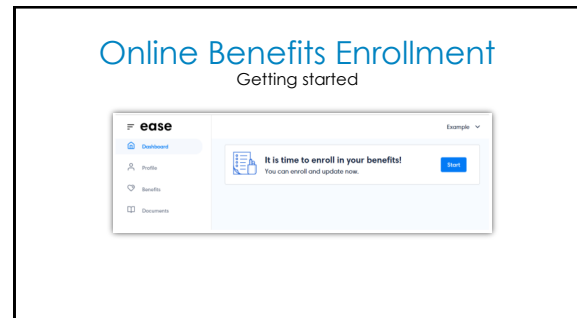 Online Benefits Enrollment
Getting started
ease
Example
Dashboard
It is time to enroll in your benefits!
Start
You can enroll and update now.
Profile
Benefits
Documents